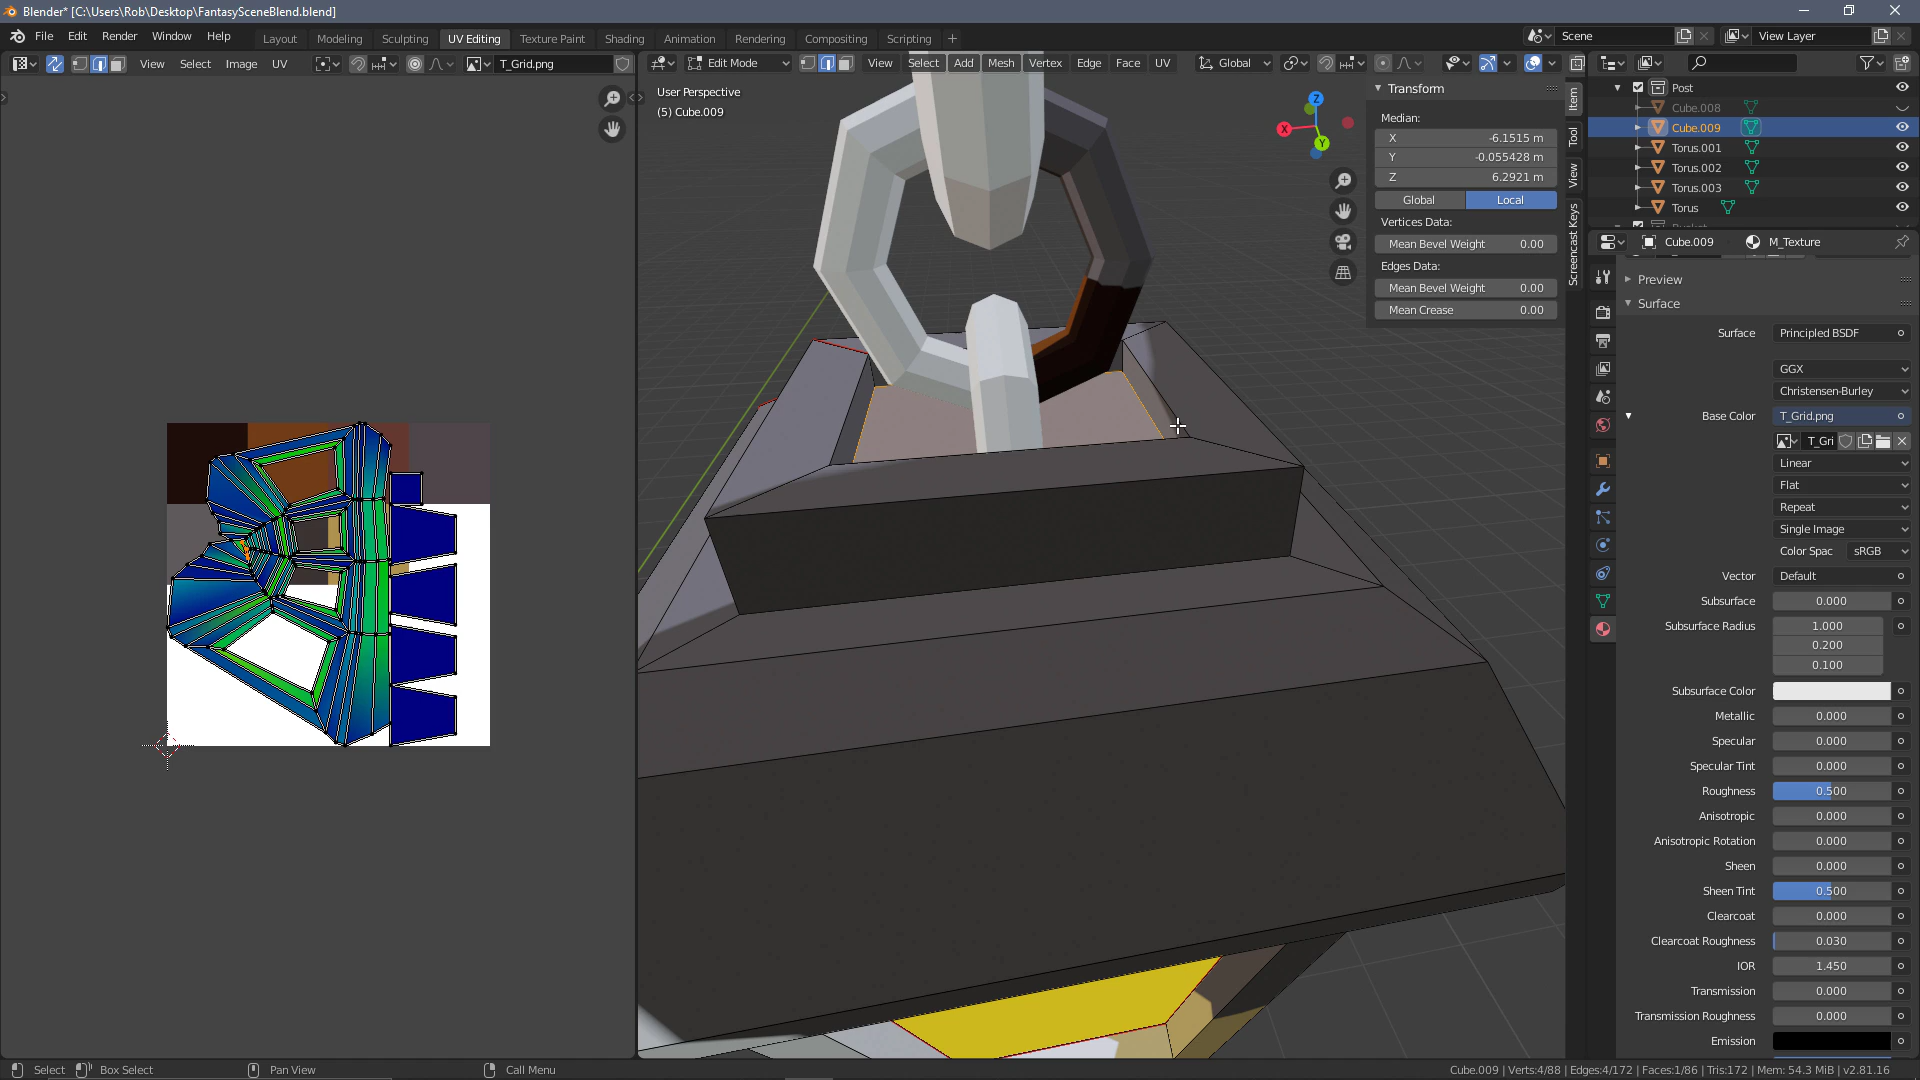 Blender* [C:\Users\Rob\Desktop\FantasySceneBlend.blend]
File Edit Render Window Help
Layout Modeling Sculpting UV Editing Texture Paint Shading Animation Rendering Compositing Scripting +
Scene
View Layer
View Select Image UV
T_Grid.png
Edit Mode
View Select Add Mesh Vertex Edge Face UV
Global
User Perspective
(5) Cube.009
Z
X
Y
Transform
Median:
X -6.1515 m
Y -0.055428 m
Z 6.2921 m
Global Local
Vertices Data:
Mean Bevel Weight 0.00
Edges Data:
Mean Bevel Weight 0.00
Mean Crease 0.00
Item
Tool
View
Screencast Keys
Post
Cube.008
Cube.009
Torus.001
Torus.002
Torus.003
Torus
Cube.009 M_Texture
Preview
Surface
Surface Principled BSDF
GGX
Christensen-Burley
Base Color T_Grid.png
T_Gri
Linear
Flat
Repeat
Single Image
Color Spac sRGB
Vector Default
Subsurface 0.000
Subsurface Radius 1.000
0.200
0.100
Subsurface Color
Metallic 0.000
Specular 0.000
Specular Tint 0.000
Roughness 0.500
Anisotropic 0.000
Anisotropic Rotation 0.000
Sheen 0.000
Sheen Tint 0.500
Clearcoat 0.000
Clearcoat Roughness 0.030
IOR 1.450
Transmission 0.000
Transmission Roughness 0.000
Emission
Select Box Select Pan View Call Menu
Cube.009 | Verts:4/88 | Edges:4/172 | Faces:1/86 | Tris:172 | Mem: 54.3 MiB | v2.81.16